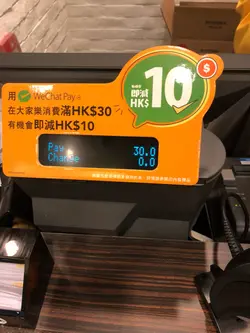 即減
HK$
10
$
用 WeChat Pay
在大家樂消費滿HK$30
有機會即減HK$10
Pay 30.0
Change 0.0